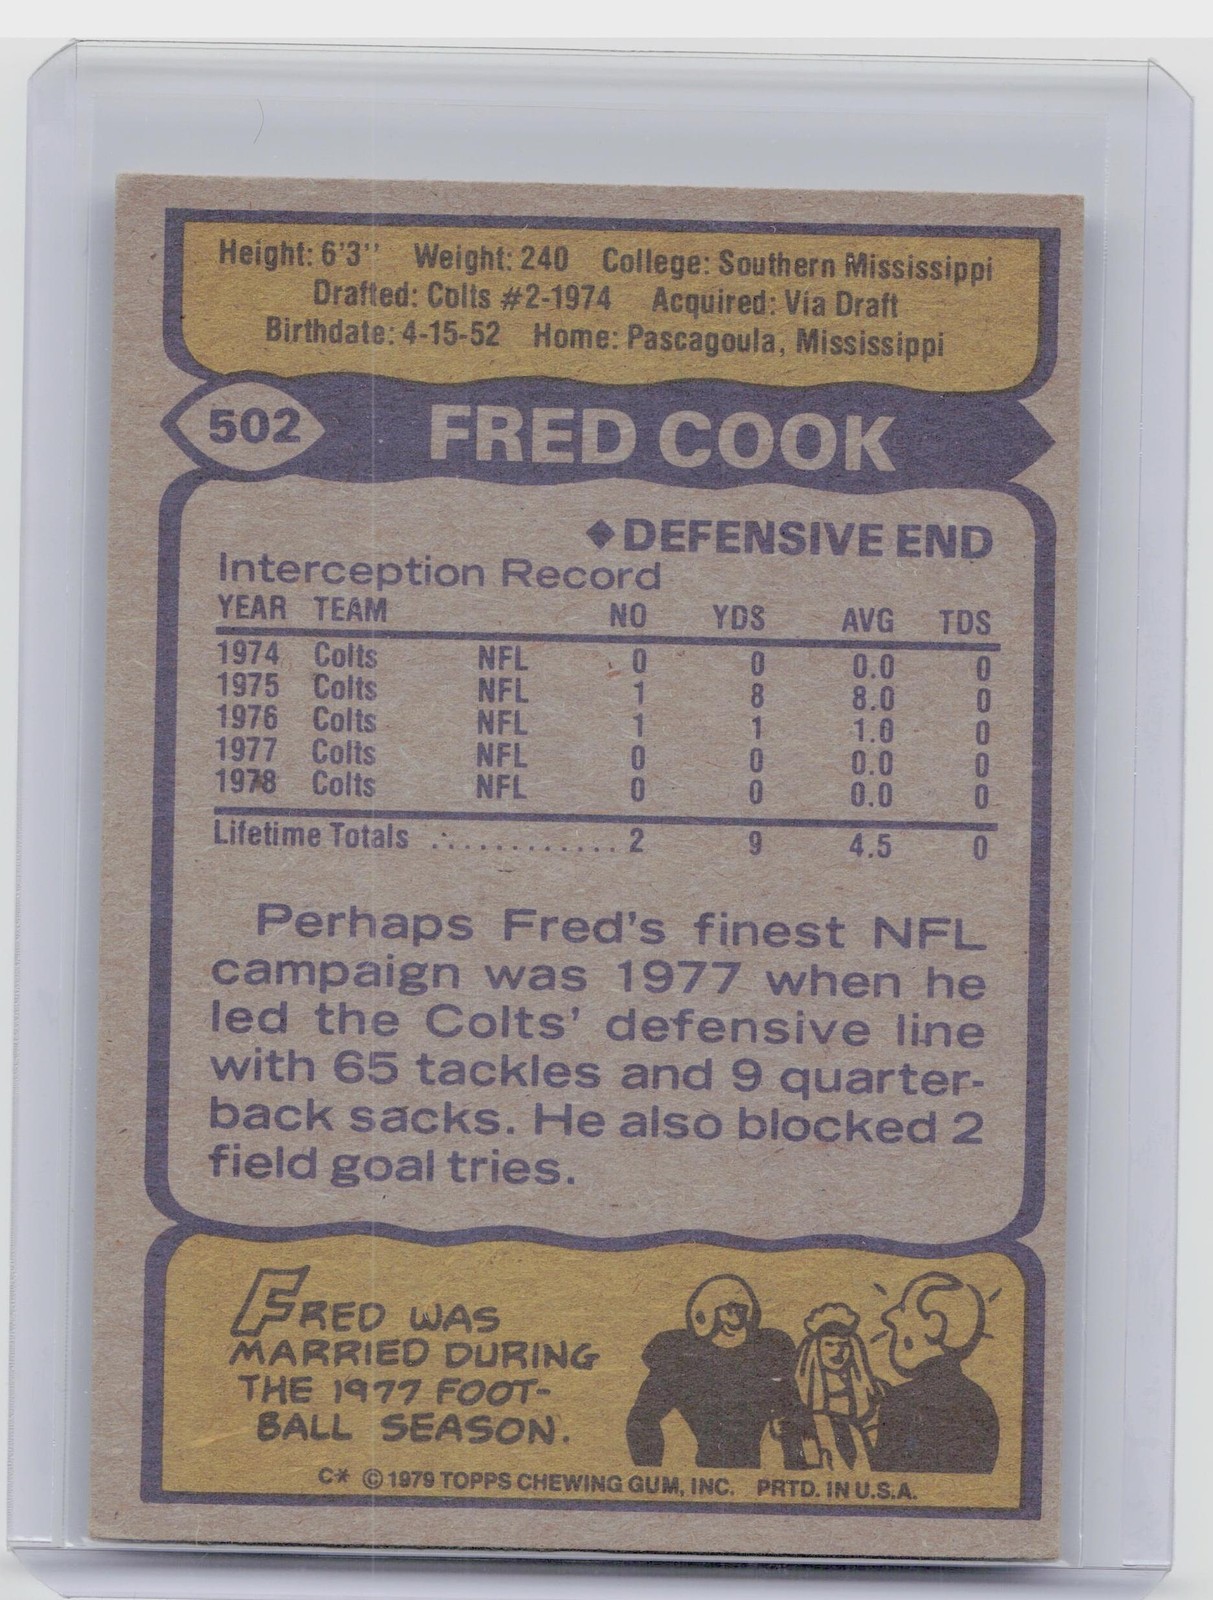 Height: 6'3'' Weight: 240 College: Southern Mississippi
Drafted: Colts #2-1974 Acquired: Via Draft
Birthdate: 4-15-52 Home: Pascagoula, Mississippi
502 FRED COOK
◆DEFENSIVE END
Interception Record
YEAR TEAM NO YDS AVG TDS
1974 Colts NFL 0 0 0.0 0
1975 Colts NFL 1 8 8.0 0
1976 Colts NFL 1 1 1.0 0
1977 Colts NFL 0 0 0.0 0
1978 Colts NFL 0 0 0.0 0
Lifetime Totals ............ 2 9 4.5 0
Perhaps Fred's finest NFL
campaign was 1977 when he
led the Colts' defensive line
with 65 tackles and 9 quarter-
back sacks. He also blocked 2
field goal tries.
FRED WAS
MARRIED DURING
THE 1977 FOOT-
BALL SEASON.
C* © 1979 TOPPS CHEWING GUM, INC. PRTD. IN U.S.A.